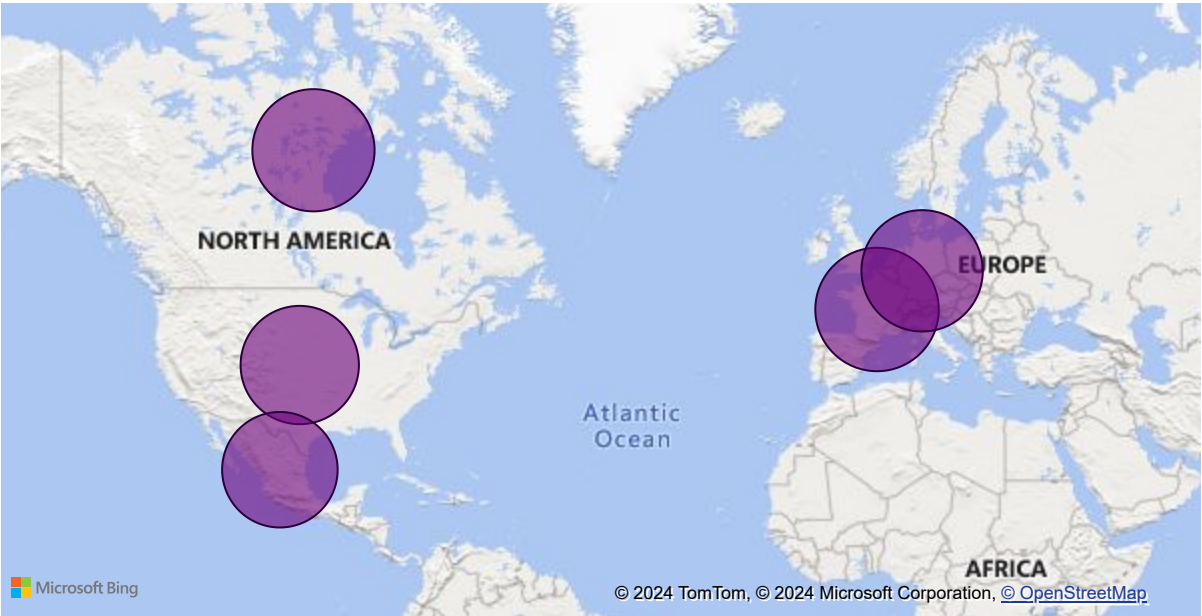 NORTH AMERICA
EUROPE
Atlantic
Ocean
AFRICA
Microsoft Bing
© 2024 TomTom, © 2024 Microsoft Corporation, © OpenStreetMap